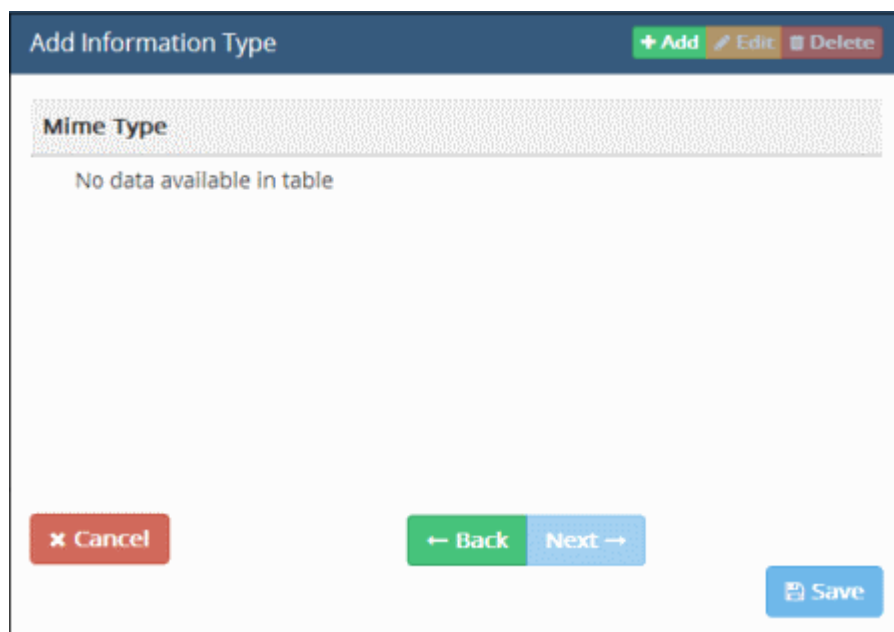 Add Information Type + Add Edit Delete
Mime Type
No data available in table
× Cancel ← Back Next →
Save